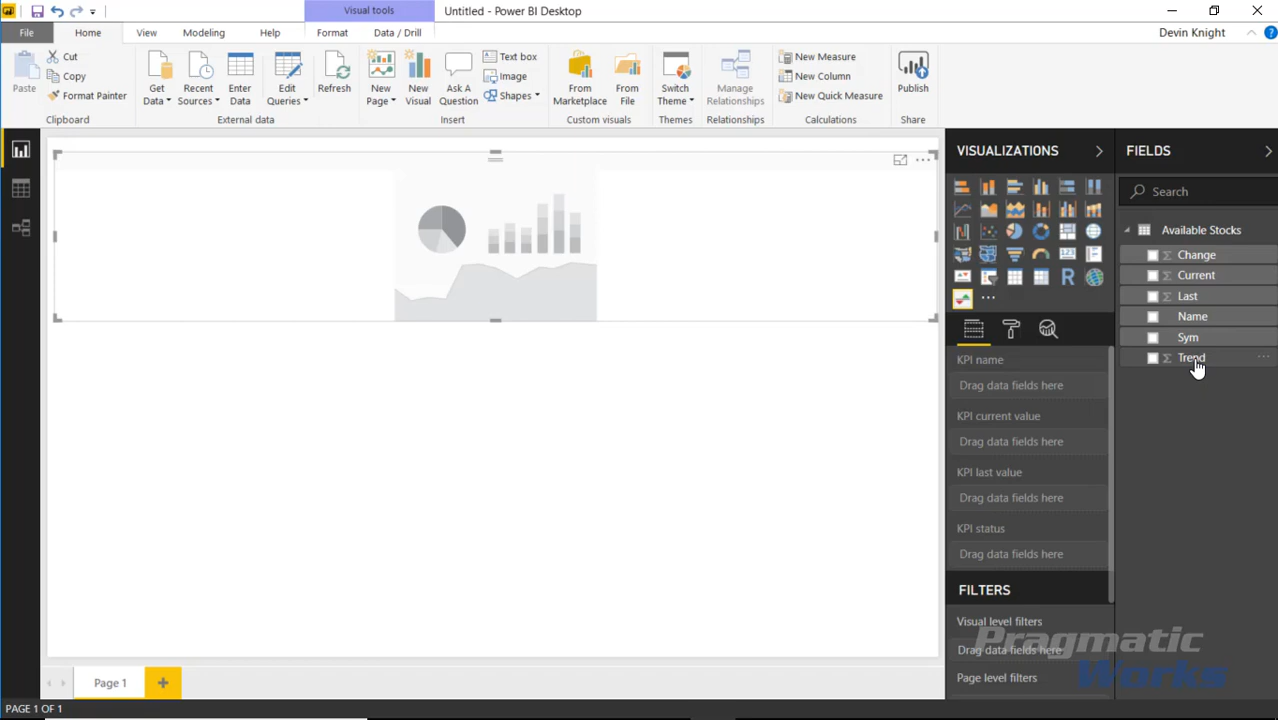 Visual tools
Untitled - Power BI Desktop
File
Home
View
Modeling
Help
Format
Data / Drill
Devin Knight
?
Paste
Cut
Copy
Format Painter
Clipboard
Get Data
Recent Sources
Enter Data
Edit Queries
Refresh
External data
New Page
New Visual
Ask A Question
Text box
Image
Shapes
Insert
From Marketplace
From File
Custom visuals
Switch Theme
Themes
Manage Relationships
Relationships
New Measure
New Column
New Quick Measure
Calculations
Publish
Share
VISUALIZATIONS
R
KPI name
Drag data fields here
KPI current value
Drag data fields here
KPI last value
Drag data fields here
KPI status
Drag data fields here
FILTERS
Visual level filters
Drag data fields here
Page level filters
FIELDS
Search
Available Stocks
Σ Change
Σ Current
Σ Last
Name
Sym
Σ Trend
Pragmatic
Works
Page 1
PAGE 1 OF 1